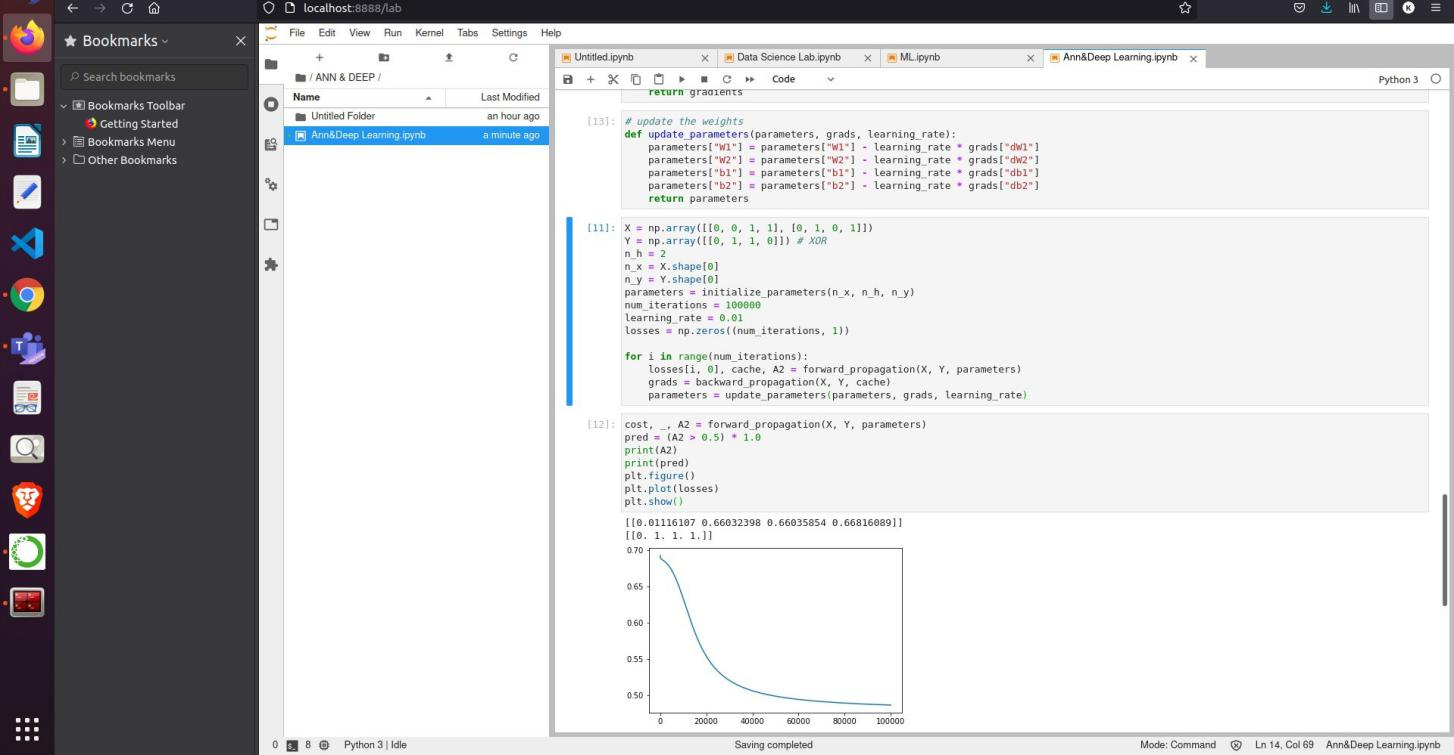 localhost:8888/lab
Bookmarks
Search bookmarks
Bookmarks Toolbar
Getting Started
Bookmarks Menu
Other Bookmarks
File Edit View Run Kernel Tabs Settings Help
/ ANN & DEEP /
Name Last Modified
Untitled Folder an hour ago
Ann&Deep Learning.ipynb a minute ago
Untitled.ipynb Data Science Lab.ipynb ML.ipynb Ann&Deep Learning.ipynb
Code Python 3
return gradients
[13]: # update the weights
def update_parameters(parameters, grads, learning_rate):
    parameters["W1"] = parameters["W1"] - learning_rate * grads["dW1"]
    parameters["W2"] = parameters["W2"] - learning_rate * grads["dW2"]
    parameters["b1"] = parameters["b1"] - learning_rate * grads["db1"]
    parameters["b2"] = parameters["b2"] - learning_rate * grads["db2"]
    return parameters
[11]: X = np.array([[0, 0, 1, 1], [0, 1, 0, 1]])
Y = np.array([[0, 1, 1, 0]]) # XOR
n_h = 2
n_x = X.shape[0]
n_y = Y.shape[0]
parameters = initialize_parameters(n_x, n_h, n_y)
num_iterations = 100000
learning_rate = 0.01
losses = np.zeros((num_iterations, 1))
for i in range(num_iterations):
    losses[i, 0], cache, A2 = forward_propagation(X, Y, parameters)
    grads = backward_propagation(X, Y, cache)
    parameters = update_parameters(parameters, grads, learning_rate)
[12]: cost, _, A2 = forward_propagation(X, Y, parameters)
pred = (A2 > 0.5) * 1.0
print(A2)
print(pred)
plt.figure()
plt.plot(losses)
plt.show()
[[0.01116107 0.66032398 0.66035854 0.66816089]]
[[0. 1. 1. 1.]]
0.70
0.65
0.60
0.55
0.50
0 20000 40000 60000 80000 100000
0 8 Python 3 | Idle Saving completed Mode: Command Ln 14, Col 69 Ann&Deep Learning.ipynb